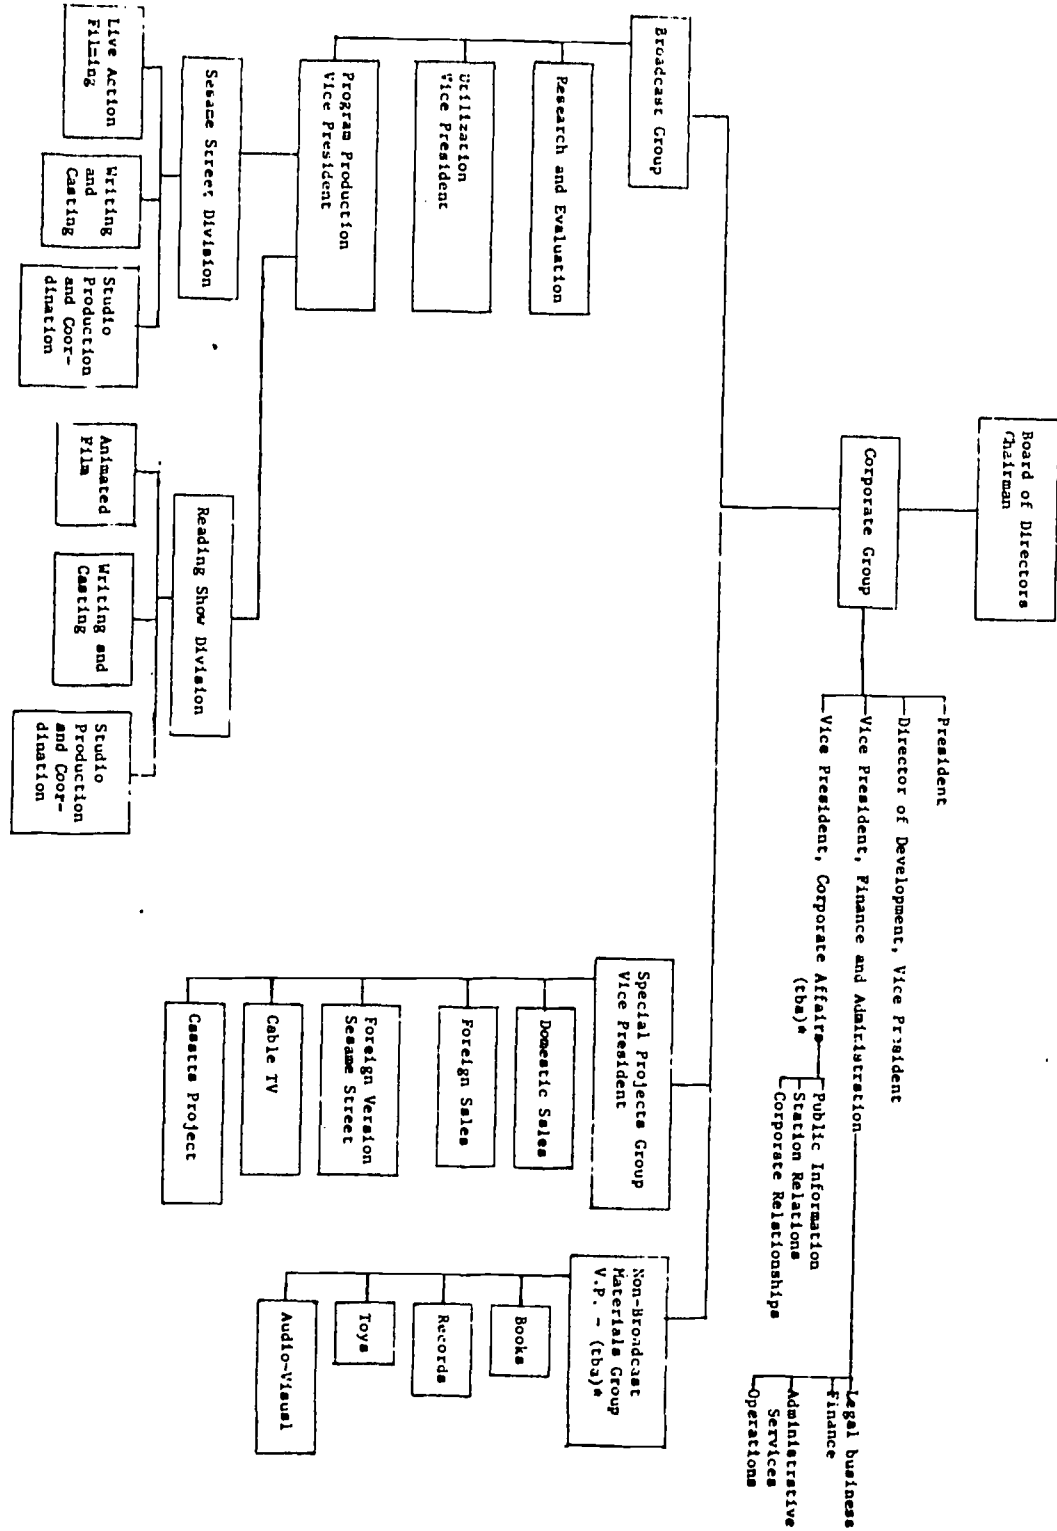 Board of Directors
Chairman
Corporate Group
President
Director of Development, Vice President
Vice President, Finance and Administration
Vice President, Corporate Affairs
(tba)*
Public Information
Station Relations
Corporate Relationships
Legal business
Finance
Administrative
Services
Operations
Broadcast Group
Research and Evaluation
Utilization
Vice President
Program Production
Vice President
Sesame Street Division
Live Action
Filming
Writing
and
Casting
Studio
Production
and Coor-
dination
Reading Show Division
Animated
Film
Writing and
Casting
Studio
Production
and Coor-
dination
Special Projects Group
Vice President
Domestic Sales
Foreign Sales
Foreign Version
Sesame Street
Cable TV
Casatts Project
Non-Broadcast
Materials Group
V.P. - (tba)*
Books
Records
Toys
Audio-Visual